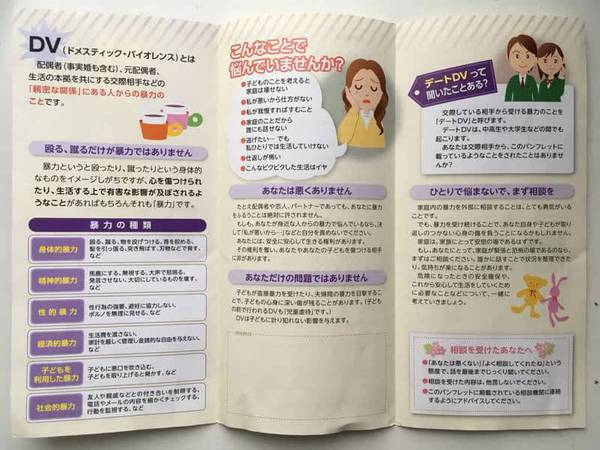 DV(ドメスティック・バイオレンス)とは
配偶者(事実婚も含む)、元配偶者、
生活の本拠を共にする交際相手などの
「親密な関係」にある人からの暴力の
ことです。
殴る、蹴るだけが暴力ではありません
暴力というと殴ったり、蹴ったりという身体的
なものをイメージしがちですが、心を傷つけられ
たり、生活する上で有害な影響が及ぼされるよ
うなことがあればもちろんそれも「暴力」です。
暴力の種類
身体的暴力
殴る、蹴る、物を投げつける、首を絞める、
髪を引っ張る、突き飛ばす、刃物などで脅す、
など
精神的暴力
馬鹿にする、無視する、大声で怒鳴る、
発言させない、大切にしているものを壊す、
など
性的暴力
性行為の強要、避妊に協力しない、
ポルノを無理に見せる、など
経済的暴力
生活費を渡さない、
家計を厳しく管理し金銭的な自由を与えない、
など
子どもを
利用した暴力
子どもに悪口を吹き込む、
子どもを取り上げると脅かす、など
社会的暴力
友人や親戚などとの付き合いを制限する、
電話やメールの内容を細かくチェックする、
行動を監視する、など
こんなことで
悩んでいませんか?
●子どものことを考えると
家庭は壊せない
●私が悪いから仕方がない
●私が我慢すればすむこと
●家庭のことだから
誰にも話せない
●逃げたい…でも
私ひとりでは生活していけない
●仕返しが怖い
●こんなビクビクした生活はイヤ
あなたは悪くありません
たとえ配偶者や恋人、パートナーであっても、あなたに暴力
をふるうことは絶対に許されません。
もしも、あなたが身近な人からの暴力で悩んでいるなら、決
して「私が悪いから…」などと自分を責めないでください。
あなたには、安全に安心して生きる権利があります。
その権利を奪い、あなたやあなたの子どもを傷つける相手
に非があります。
あなただけの問題ではありません
子どもが直接暴力を受けたり、夫婦間の暴力を目撃するこ
とで、子どもの心身に深い傷が残ることがあります。(子ども
の前で行われるDVも「児童虐待」です。)
DVは子どもに計り知れない影響を与えます。
デートDVって
聞いたことある?
交際している相手から受ける暴力のことを
「デートDV」と呼びます。
デートDVは、中高生や大学生などの間でも
起こります。
あなたは交際相手から、このパンフレットに
載っているようなことをされたことはありませ
んか?
ひとりで悩まないで、まず相談を
家庭内の暴力を外部に相談することは、とても勇気がいる
ことです。
でも、暴力を受け続けることで、あなた自身や子どもが取
り返しのつかない心身の傷を負うことになるかもしれません。
家庭は、家族にとって安息の場であるはずです。
もし、あなたにとって、家庭が緊張と恐怖の場であるのなら、
まずはご相談ください。誰かに話すことで状況を整理できた
り、気持ちが楽になることがあります。
危険になったときの安全確保や、
これから安心して生活をしていくため
に必要なことなどについて、一緒に考
えていきましょう。
相談を受けたあなたへ
●「あなたは悪くない」「よく相談してくれたね」という
態度で、話を最後までじっくり聞いてください。
●相談を受けた内容は、他言しないでください。
●このパンフレットに掲載されている相談機関に連絡
するようにアドバイスしてください。